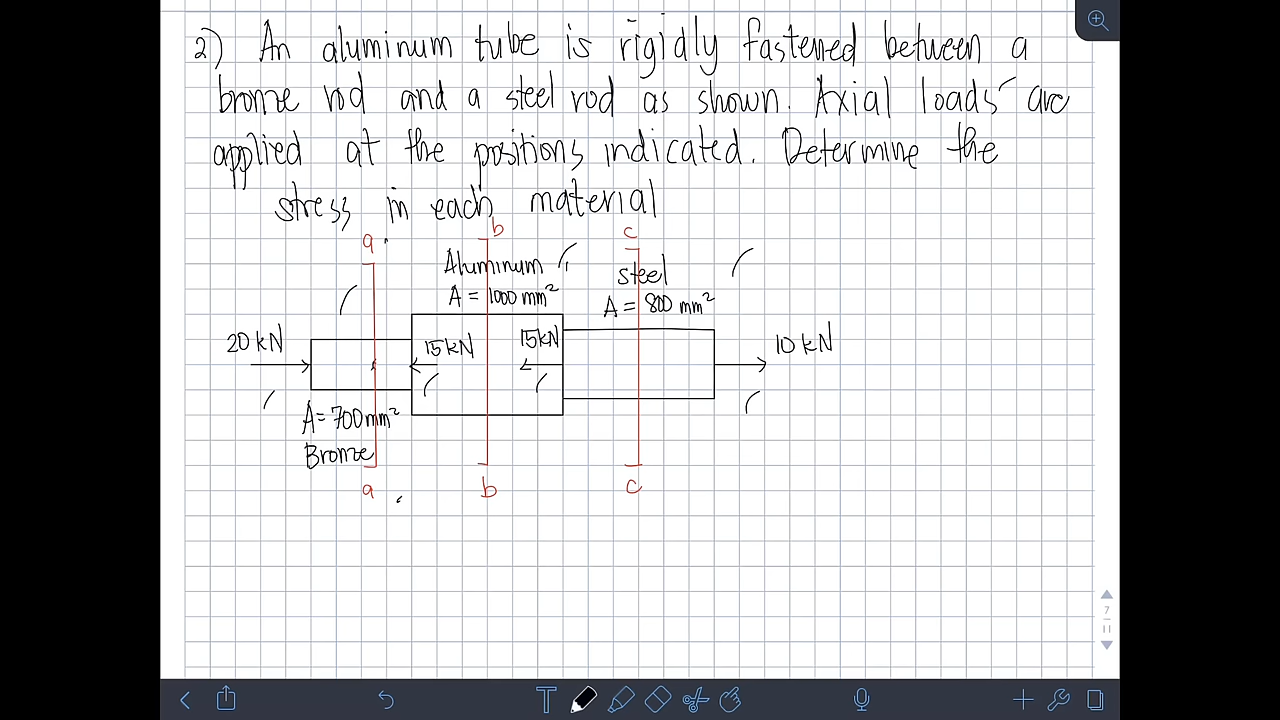 2) An aluminum tube is rigidly fastened between a
bronze rod and a steel rod as shown. Axial loads are
applied at the positions indicated. Determine the
stress in each material
a b c
Aluminum
A = 1000 mm²
steel
A = 800 mm²
20 kN
15 kN
15 kN
10 kN
A = 700 mm²
Bronze
a b c
7
11
T